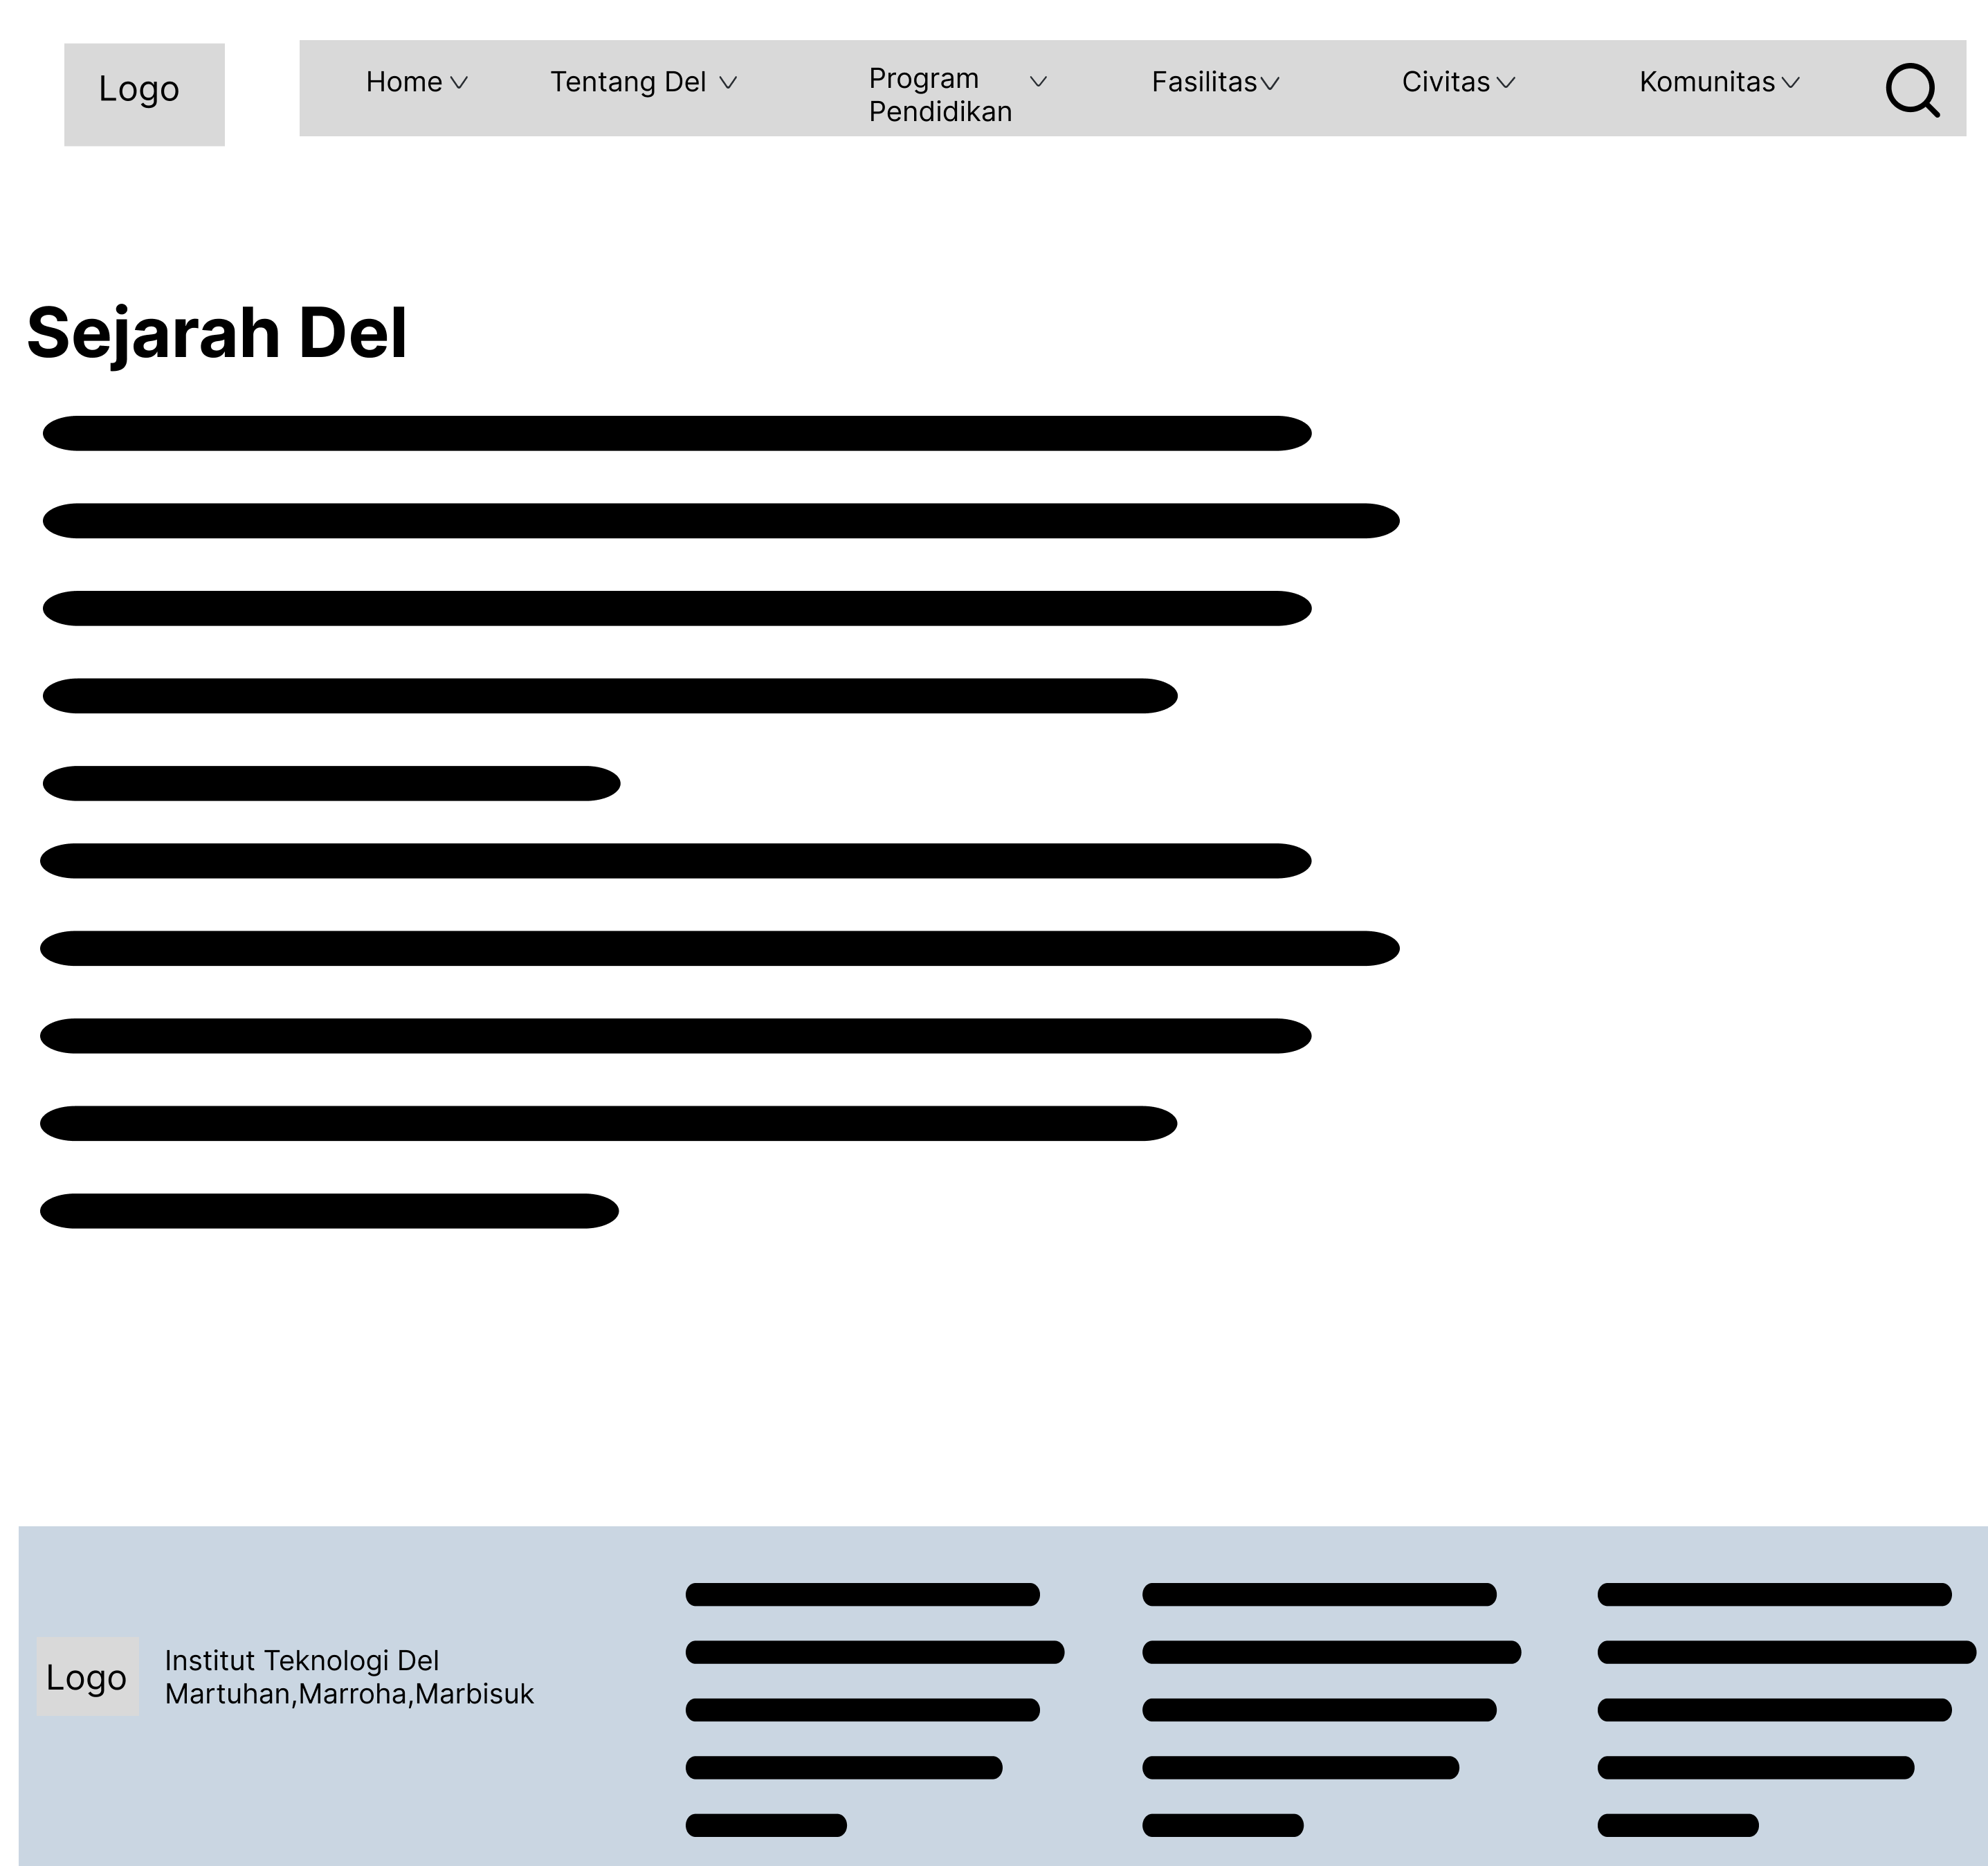 Logo
Home
Tentang Del
Program
Pendidikan
Fasilitas
Civitas
Komunitas
Sejarah Del
Logo
Institut Teknologi Del
Martuhan,Marroha,Marbisuk